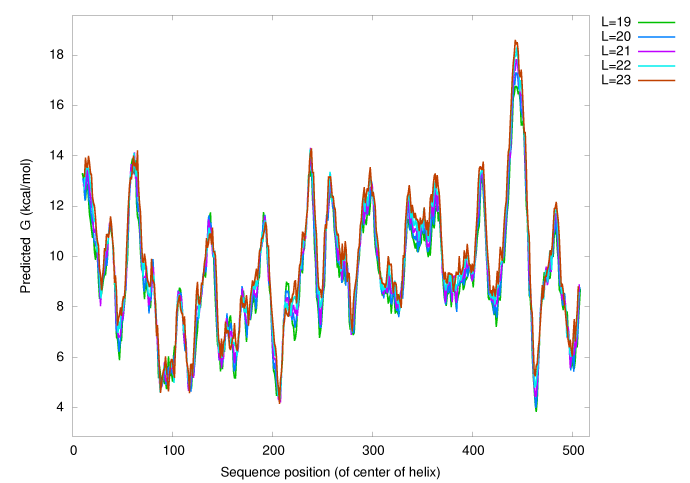 L=19
L=20
L=21
L=22
L=23
18
16
14
12
10
8
6
4
Predicted G (kcal/mol)
0 100 200 300 400 500
Sequence position (of center of helix)